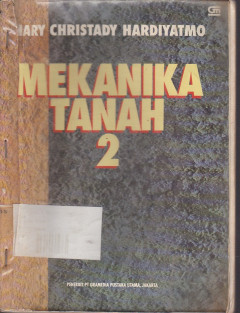 HARY CHRISTADY HARDIYATMO
MEKANIKA
TANAH
2
PENERBIT PT GRAMEDIA PUSTAKA UTAMA, JAKARTA